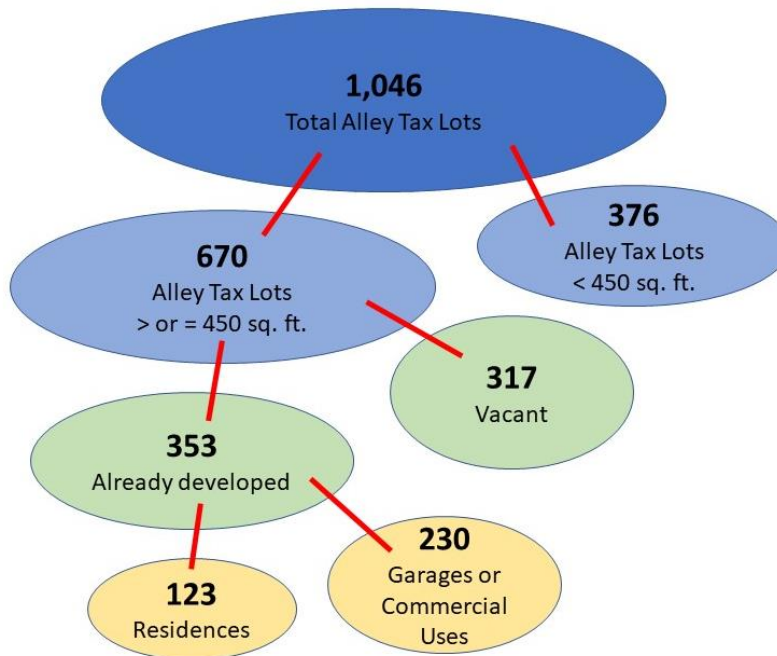 1,046
Total Alley Tax Lots
376
Alley Tax Lots
< 450 sq. ft.
670
Alley Tax Lots
> or = 450 sq. ft.
317
Vacant
353
Already developed
230
Garages or
Commercial
Uses
123
Residences